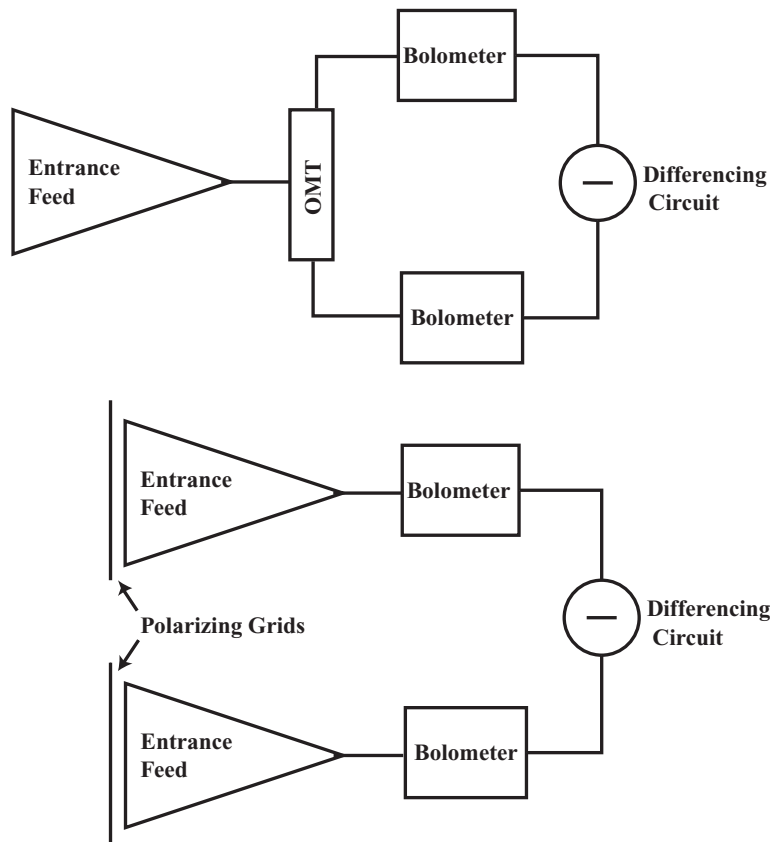 Bolometer
Entrance
Feed
OMT
Differencing
Circuit
Bolometer
Entrance
Feed
Bolometer
Polarizing Grids
Differencing
Circuit
Entrance
Feed
Bolometer